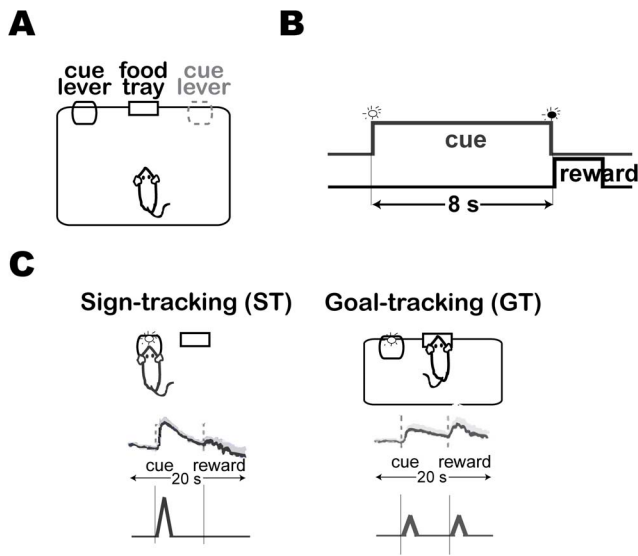 A
cue
lever
food
tray
cue
lever
B
cue
reward
8 s
C
Sign-tracking (ST)
Goal-tracking (GT)
cue reward
20 s
cue reward
20 s